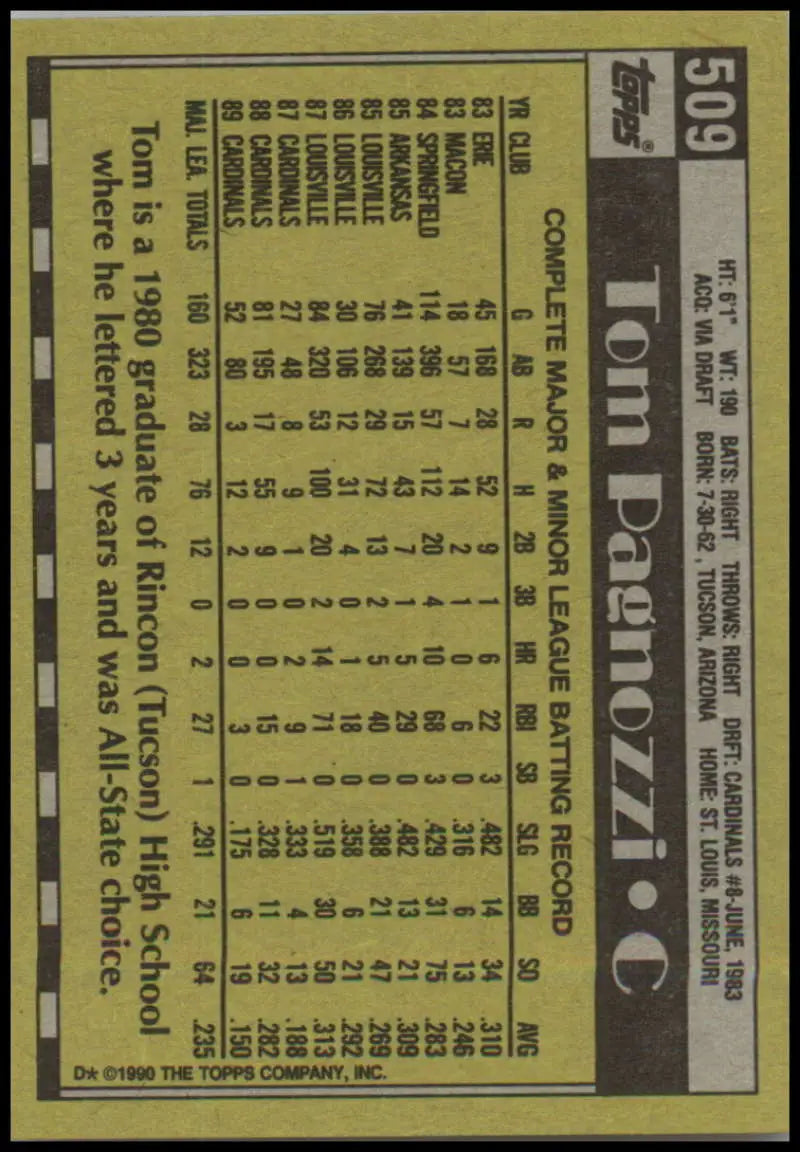 509
HT: 6'1" WT: 190 BATS: RIGHT THROWS: RIGHT DRFT: CARDINALS #8-JUNE, 1983
ACQ: VIA DRAFT BORN: 7-30-62, TUCSON, ARIZONA HOME: ST. LOUIS, MISSOURI
topps®
Tom Pagnozzi • C
COMPLETE MAJOR & MINOR LEAGUE BATTING RECORD
YR CLUB G AB R H 2B 3B HR RBI SB SLG BB SO AVG
83 ERIE 45 168 28 52 9 1 6 22 3 .482 14 34 .310
83 MACON 18 57 7 14 2 1 0 6 0 .316 6 13 .246
84 SPRINGFIELD 114 396 57 112 20 4 10 68 3 .429 31 75 .283
85 ARKANSAS 41 139 15 43 7 1 5 29 0 .482 13 21 .309
85 LOUISVILLE 76 268 29 72 13 2 5 40 0 .388 21 47 .269
86 LOUISVILLE 30 106 12 31 4 0 1 18 0 .358 6 21 .292
87 LOUISVILLE 84 320 53 100 20 2 14 71 0 .519 30 50 .313
87 CARDINALS 27 48 8 9 1 0 2 9 1 .333 4 13 .188
88 CARDINALS 81 195 17 55 9 0 0 15 0 .328 11 32 .282
89 CARDINALS 52 80 3 12 2 0 0 3 0 .175 6 19 .150
MAJ. LEA. TOTALS 160 323 28 76 12 0 2 27 1 .291 21 64 .235
Tom is a 1980 graduate of Rincon (Tucson) High School
where he lettered 3 years and was All-State choice.
D* ©1990 THE TOPPS COMPANY, INC.